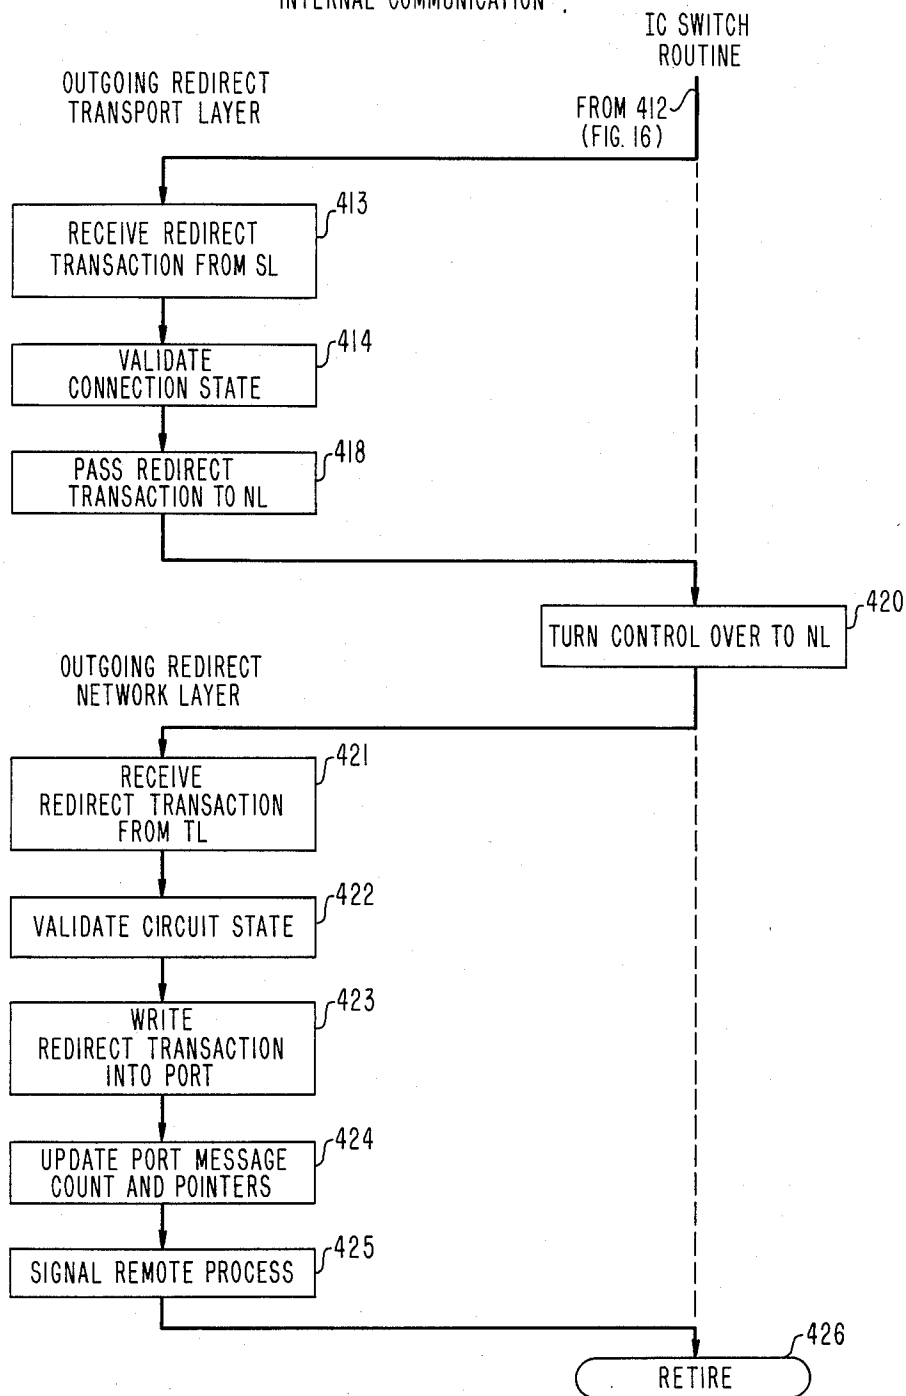 INTERNAL COMMUNICATION
IC SWITCH
ROUTINE
OUTGOING REDIRECT
TRANSPORT LAYER
FROM 412
(FIG. 16)
413
RECEIVE REDIRECT
TRANSACTION FROM SL
414
VALIDATE
CONNECTION STATE
418
PASS REDIRECT
TRANSACTION TO NL
420
TURN CONTROL OVER TO NL
OUTGOING REDIRECT
NETWORK LAYER
421
RECEIVE
REDIRECT TRANSACTION
FROM TL
422
VALIDATE CIRCUIT STATE
423
WRITE
REDIRECT TRANSACTION
INTO PORT
424
UPDATE PORT MESSAGE
COUNT AND POINTERS
425
SIGNAL REMOTE PROCESS
426
RETIRE